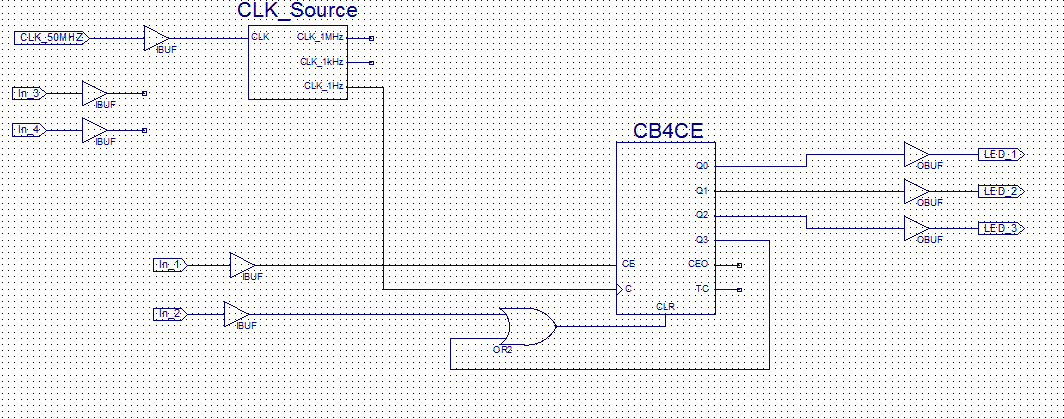 CLK_Source
CLK_50MHZ
IBUF
CLK
CLK_1MHz
CLK_1kHz
CLK_1Hz
In_3
IBUF
In_4
IBUF
CB4CE
Q0
Q1
Q2
Q3
CE
CEO
C
TC
CLR
OBUF
LED_1
OBUF
LED_2
OBUF
LED_3
In_1
IBUF
In_2
IBUF
OR2